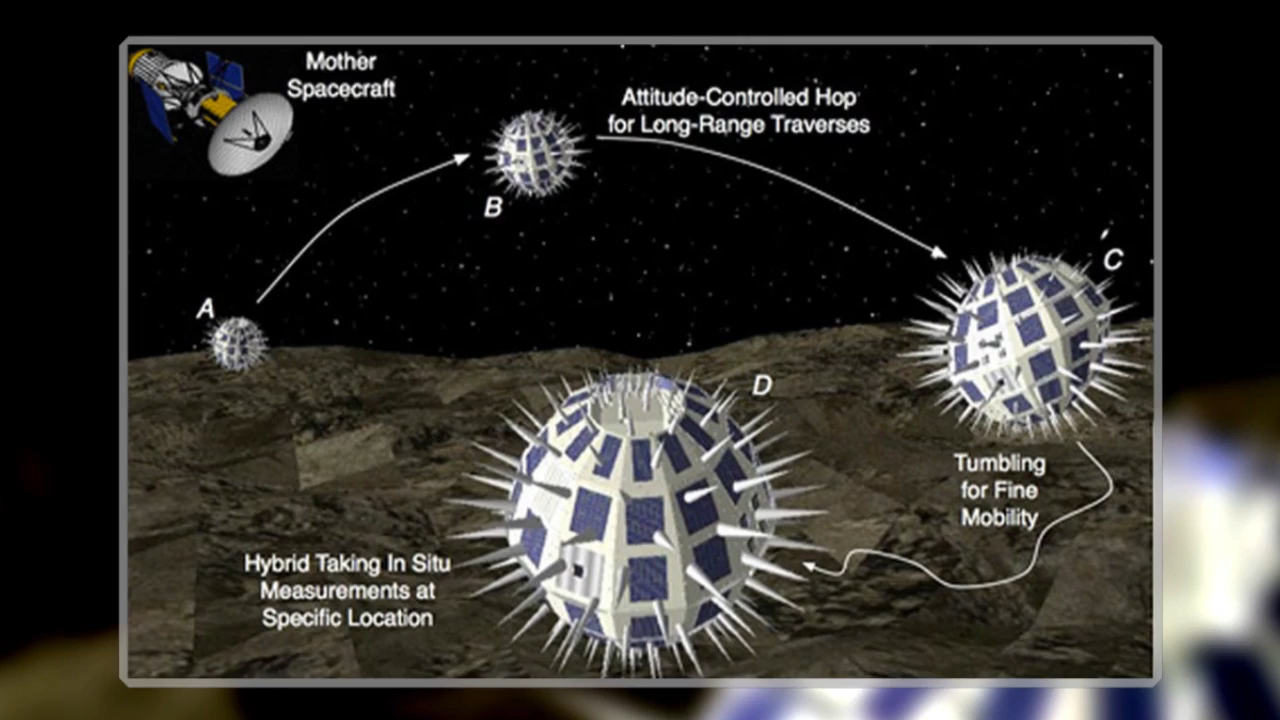 Mother
Spacecraft
Attitude-Controlled Hop
for Long-Range Traverses
B
A
C
D
Tumbling
for Fine
Mobility
Hybrid Taking In Situ
Measurements at
Specific Location